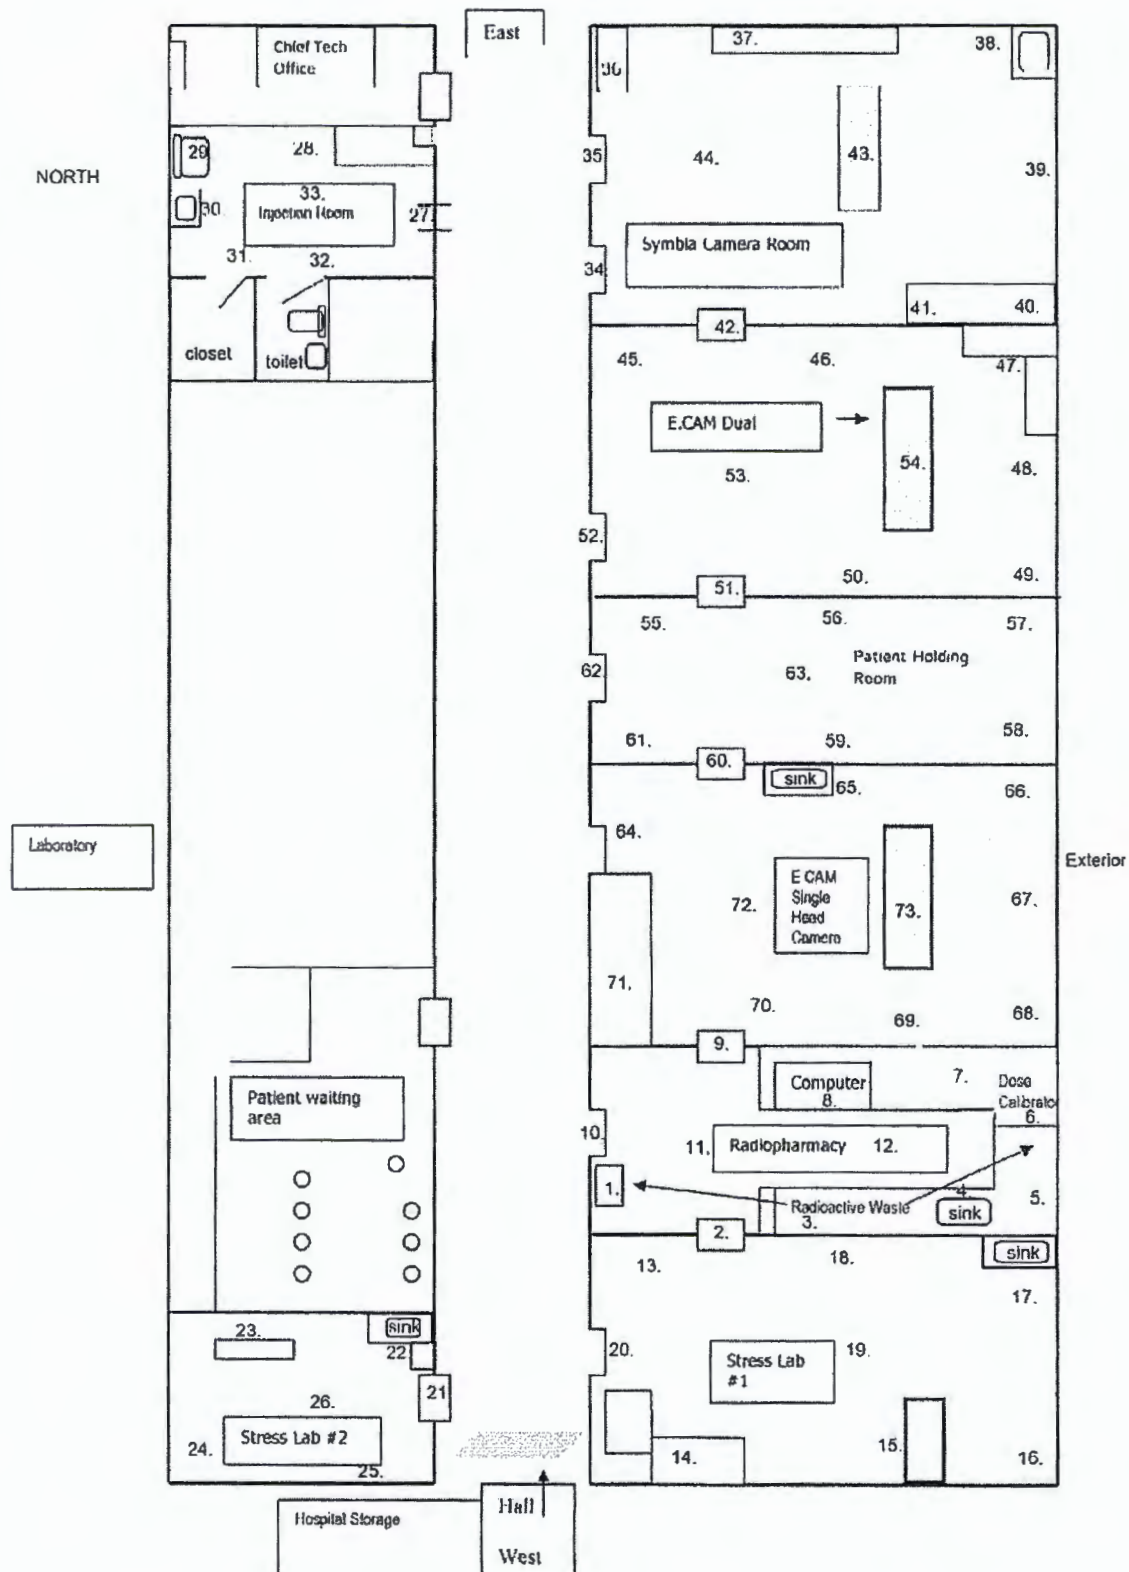 East
Chief Tech
Office
37.
38.
36
NORTH
29
28.
35
44.
43.
39.
30.
33.
Injection Room
27
31.
32.
34
Symbia Camera Room
41.
40.
42.
closet
toilet
45.
46.
47.
E.CAM Dual
54.
48.
53.
52.
51.
50.
49.
55.
56.
57.
62
63.
Patient Holding
Room
58.
61.
60.
59.
sink
65.
66.
64.
Laboratory
Exterior
72.
E CAM
Single
Head
Camera
73.
67.
71.
70.
69.
68.
9.
Computer
8.
7.
Dose
Calibrator
6.
Patient waiting
area
10.
11.
Radiopharmacy
12.
1.
Radioactive Waste
4.
5.
3.
sink
2.
13.
18.
sink
17.
23.
sink
22
20.
Stress Lab
#1
19.
21
26.
24.
Stress Lab #2
25.
14.
15.
16.
Hospital Storage
Hall
West